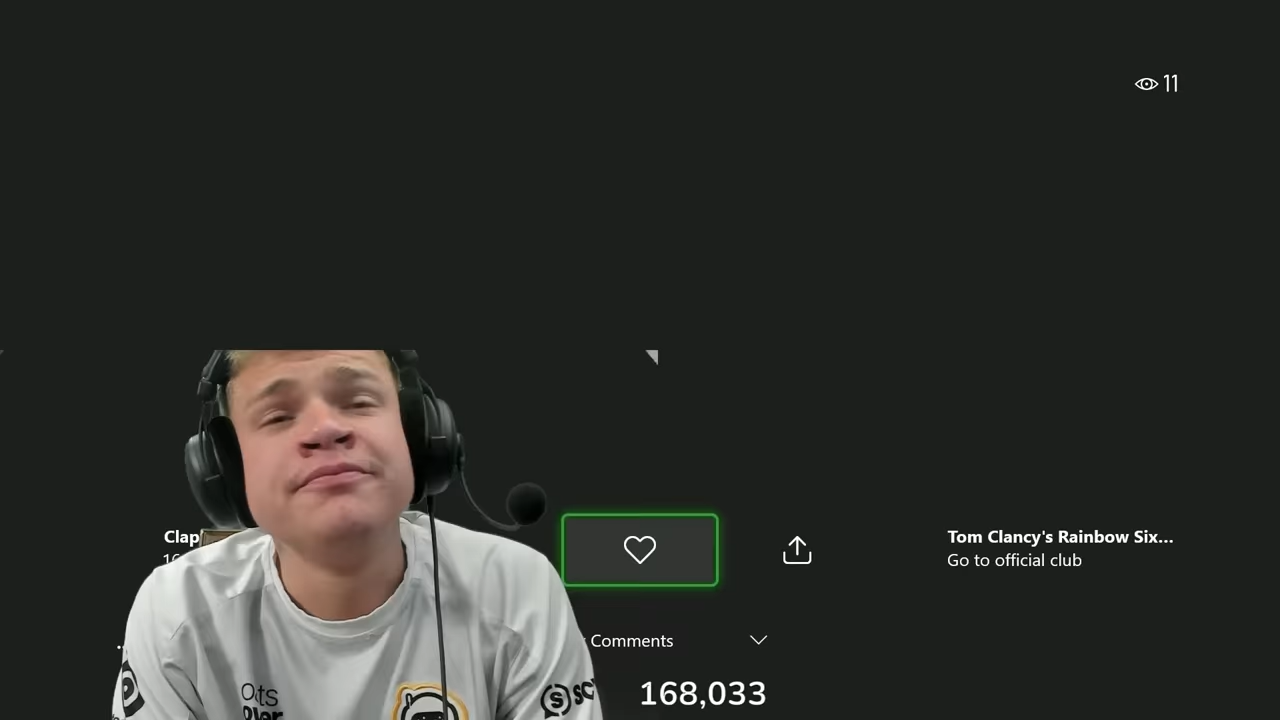 11
Clap
Tom Clancy's Rainbow Six...
Go to official club
Comments
168,033